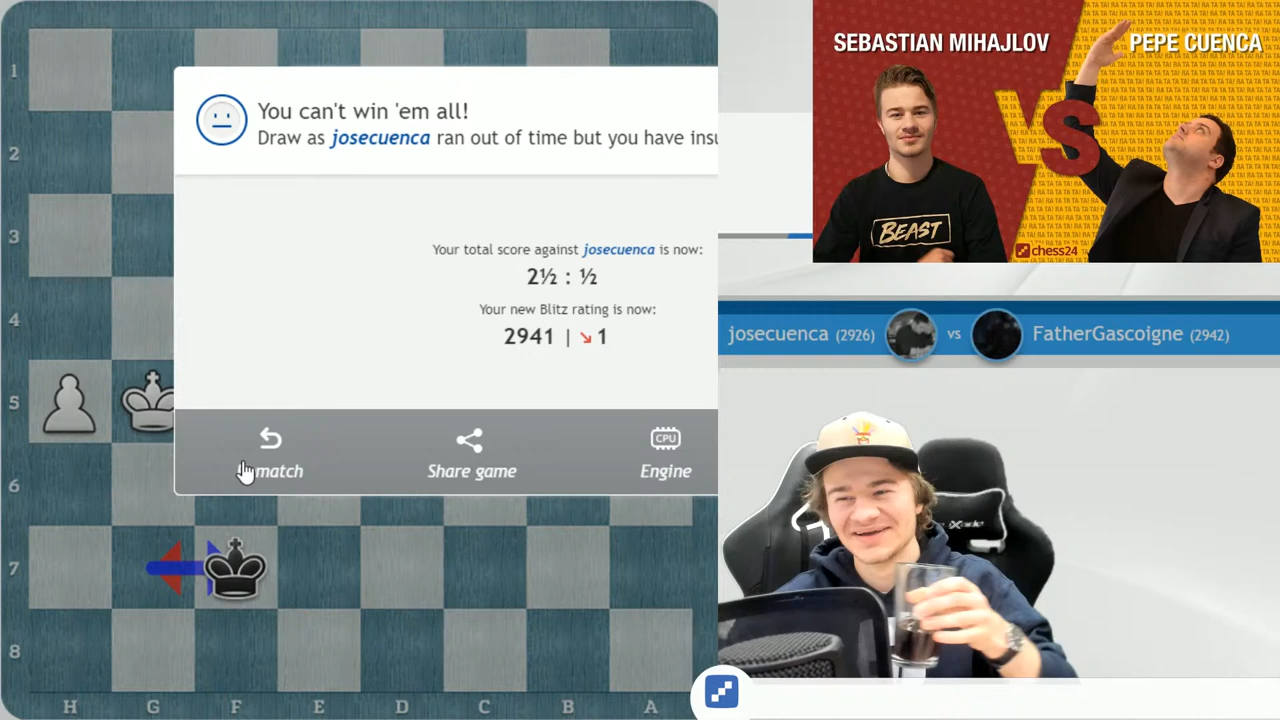 1
2
3
4
5
6
7
8
H G F E D C B A
You can't win 'em all!
Draw as josecuenca ran out of time but you have insu
Your total score against josecuenca is now:
2½ : ½
Your new Blitz rating is now:
2941 | ↘ 1
match
Share game
CPU
Engine
SEBASTIAN MIHAJLOV
PEPE CUENCA
VS
BEAST
chess24
josecuenca (2926) vs FatherGascoigne (2942)